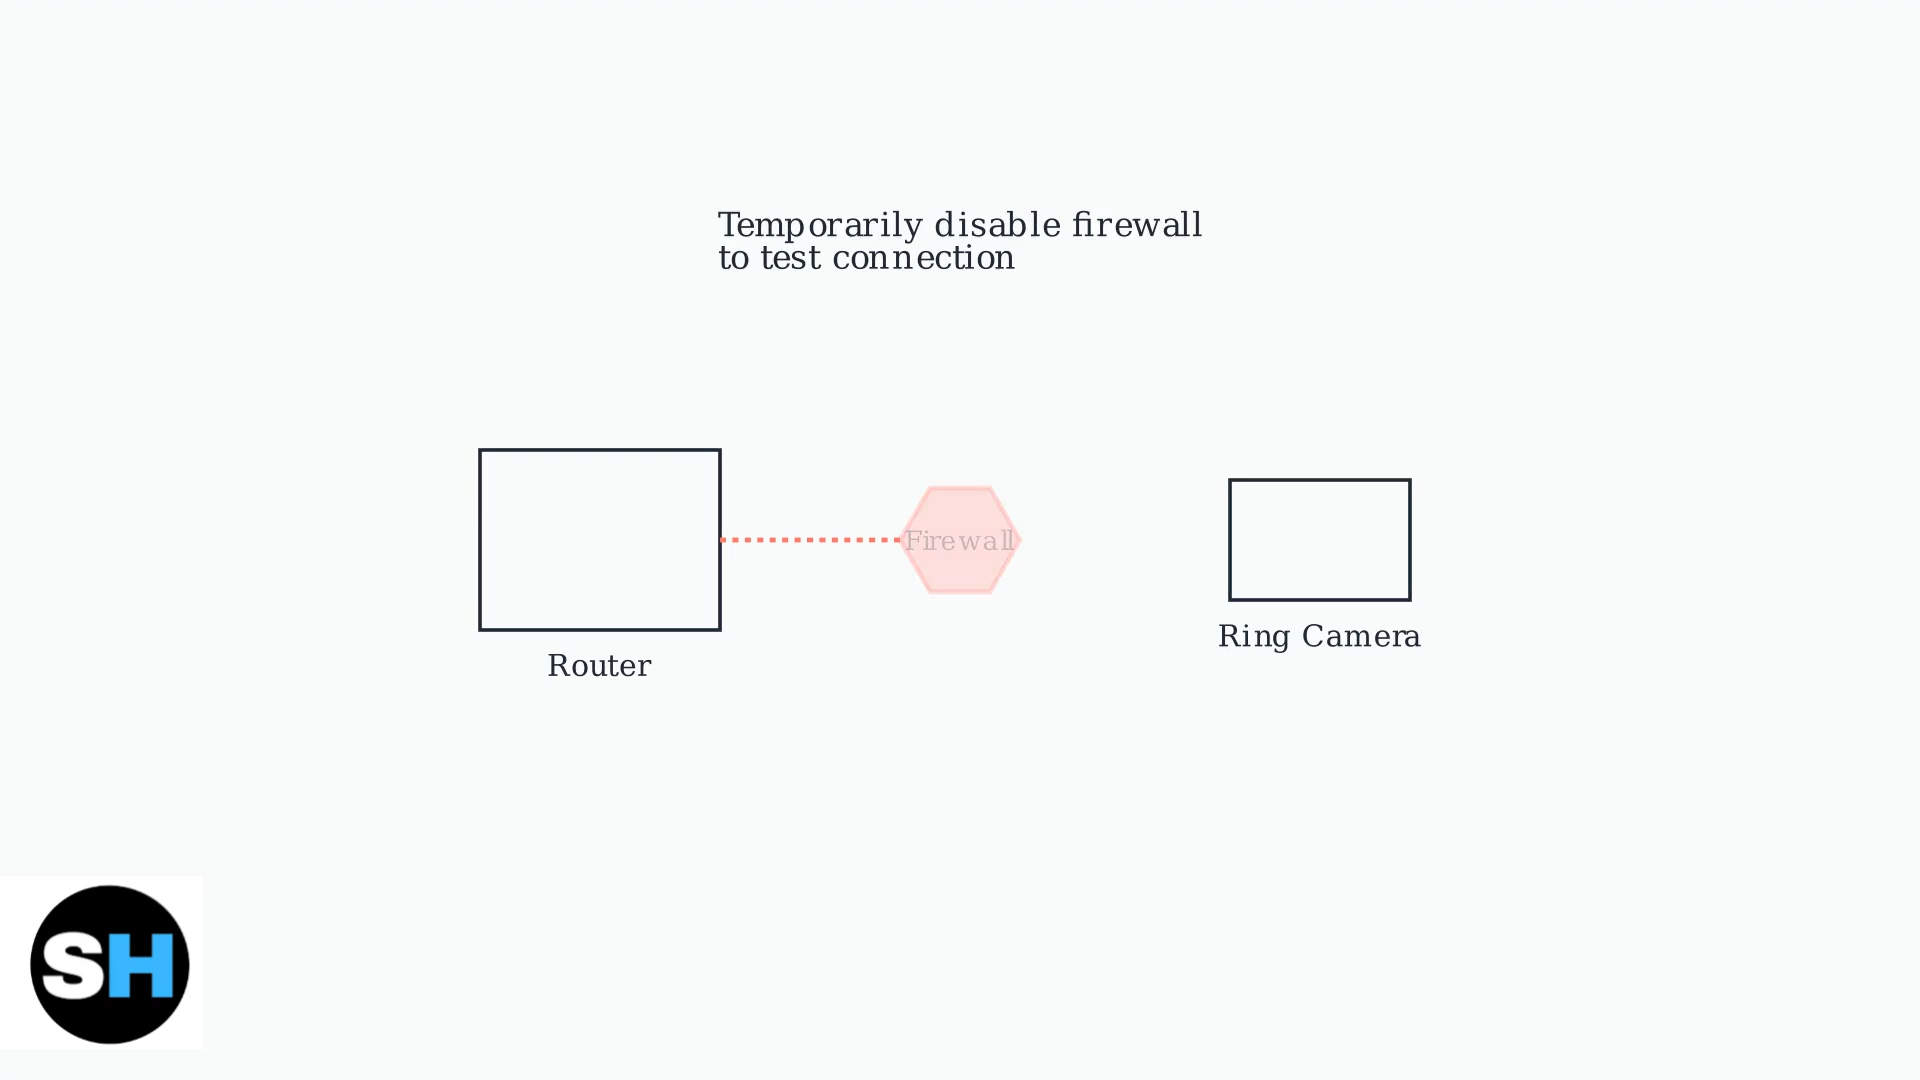 Temporarily disable firewall
to test connection
Firewall
Router
Ring Camera
SH